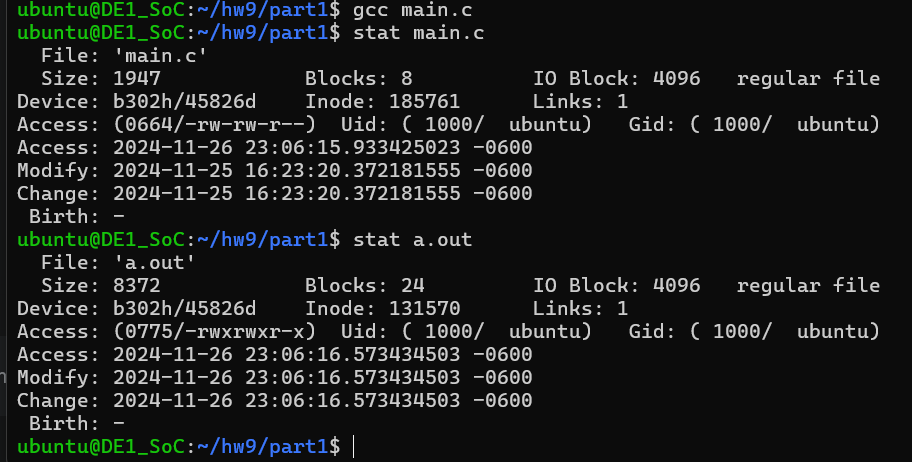 ubuntu@DE1_SoC:~/hw9/part1$ gcc main.c
ubuntu@DE1_SoC:~/hw9/part1$ stat main.c
  File: 'main.c'
  Size: 1947            Blocks: 8          IO Block: 4096   regular file
Device: b302h/45826d    Inode: 185761      Links: 1
Access: (0664/-rw-rw-r--)  Uid: ( 1000/  ubuntu)   Gid: ( 1000/  ubuntu)
Access: 2024-11-26 23:06:15.933425023 -0600
Modify: 2024-11-25 16:23:20.372181555 -0600
Change: 2024-11-25 16:23:20.372181555 -0600
 Birth: -
ubuntu@DE1_SoC:~/hw9/part1$ stat a.out
  File: 'a.out'
  Size: 8372            Blocks: 24         IO Block: 4096   regular file
Device: b302h/45826d    Inode: 131570      Links: 1
Access: (0775/-rwxrwxr-x)  Uid: ( 1000/  ubuntu)   Gid: ( 1000/  ubuntu)
Access: 2024-11-26 23:06:16.573434503 -0600
Modify: 2024-11-26 23:06:16.573434503 -0600
Change: 2024-11-26 23:06:16.573434503 -0600
 Birth: -
ubuntu@DE1_SoC:~/hw9/part1$